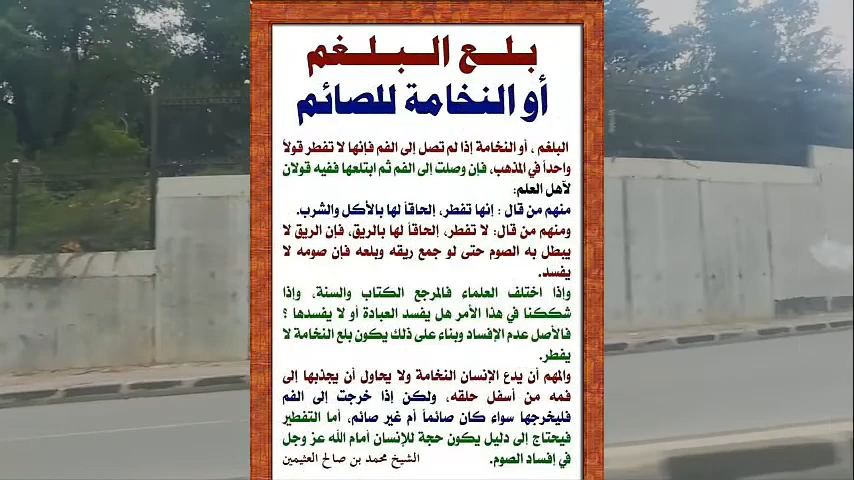 بلع البلغم
أو النخامة للصائم
البلغم ، أو النخامة إذا لم تصل إلى الفم فإنها لا تفطر قولاً
واحداً في المذهب، فإن وصلت إلى الفم ثم ابتلعها ففيه قولان
لأهل العلم:
منهم من قال : إنها تفطر، إلحاقاً لها بالأكل والشرب.
ومنهم من قال: لا تفطر، إلحاقاً لها بالريق، فإن الريق لا
يبطل به الصوم حتى لو جمع ريقه وبلعه فإن صومه لا
يفسد.
وإذا اختلف العلماء فالمرجع الكتاب والسنة، وإذا
شككنا في هذا الأمر هل يفسد العبادة أو لا يفسدها ؟
فالأصل عدم الإفساد وبناء على ذلك يكون بلع النخامة لا
يفطر.
والمهم أن يدع الإنسان النخامة ولا يحاول أن يجذبها إلى
فمه من أسفل حلقه، ولكن إذا خرجت إلى الفم
فليخرجها سواء كان صائماً أم غير صائم، أما التفطير
فيحتاج إلى دليل يكون حجة للإنسان أمام الله عز وجل
في إفساد الصوم. الشيخ محمد بن صالح العثيمين